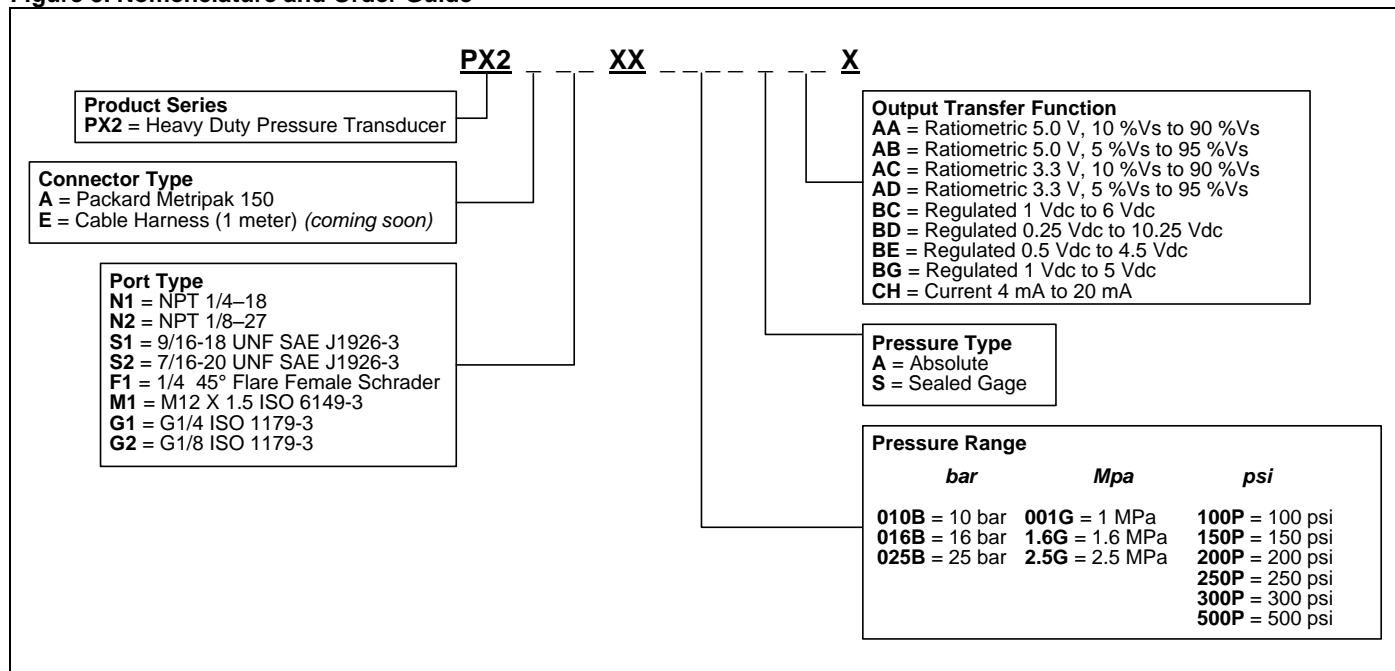 Figure 3. Nomenclature and Order Guide
PX2 _ _ _ XX _ _ _ _ _ _ _ X
Product Series
PX2 = Heavy Duty Pressure Transducer
Connector Type
A = Packard Metripak 150
E = Cable Harness (1 meter) (coming soon)
Port Type
N1 = NPT 1/4–18
N2 = NPT 1/8–27
S1 = 9/16-18 UNF SAE J1926-3
S2 = 7/16-20 UNF SAE J1926-3
F1 = 1/4 45° Flare Female Schrader
M1 = M12 X 1.5 ISO 6149-3
G1 = G1/4 ISO 1179-3
G2 = G1/8 ISO 1179-3
Output Transfer Function
AA = Ratiometric 5.0 V, 10 %Vs to 90 %Vs
AB = Ratiometric 5.0 V, 5 %Vs to 95 %Vs
AC = Ratiometric 3.3 V, 10 %Vs to 90 %Vs
AD = Ratiometric 3.3 V, 5 %Vs to 95 %Vs
BC = Regulated 1 Vdc to 6 Vdc
BD = Regulated 0.25 Vdc to 10.25 Vdc
BE = Regulated 0.5 Vdc to 4.5 Vdc
BG = Regulated 1 Vdc to 5 Vdc
CH = Current 4 mA to 20 mA
Pressure Type
A = Absolute
S = Sealed Gage
Pressure Range
bar Mpa psi
010B = 10 bar 001G = 1 MPa 100P = 100 psi
016B = 16 bar 1.6G = 1.6 MPa 150P = 150 psi
025B = 25 bar 2.5G = 2.5 MPa 200P = 200 psi
250P = 250 psi
300P = 300 psi
500P = 500 psi